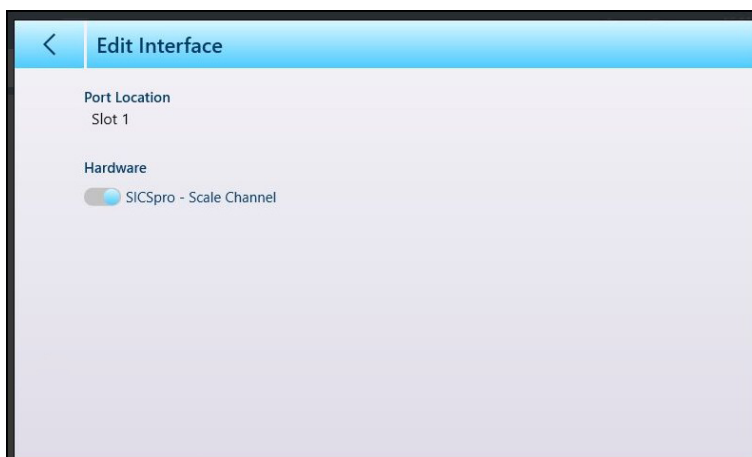 Edit Interface
Port Location
Slot 1
Hardware
SICSpro - Scale Channel